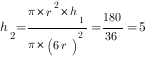 h_2 = (π × r^2 × h_1) / (π × (6r)^2) = 180/36 = 5